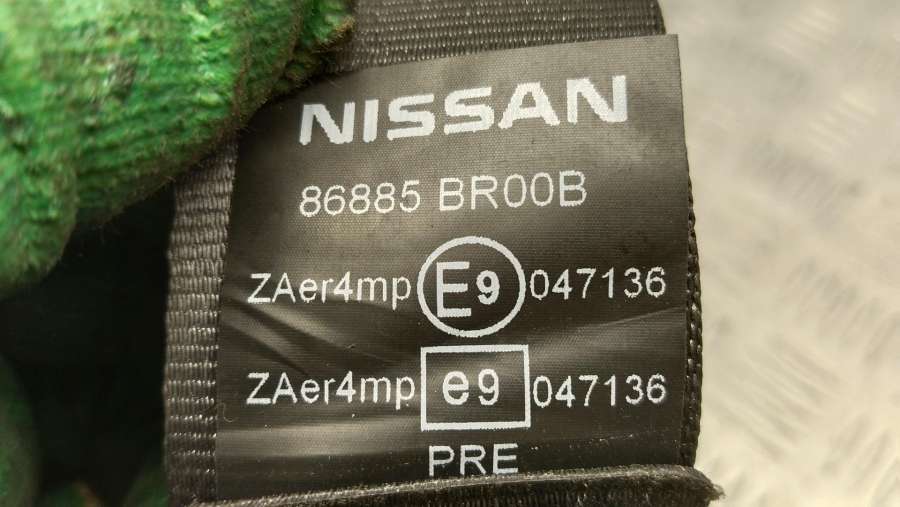 NISSAN
86885 BR00B
ZAer4mp E9 047136
ZAer4mp e9 047136
PRE